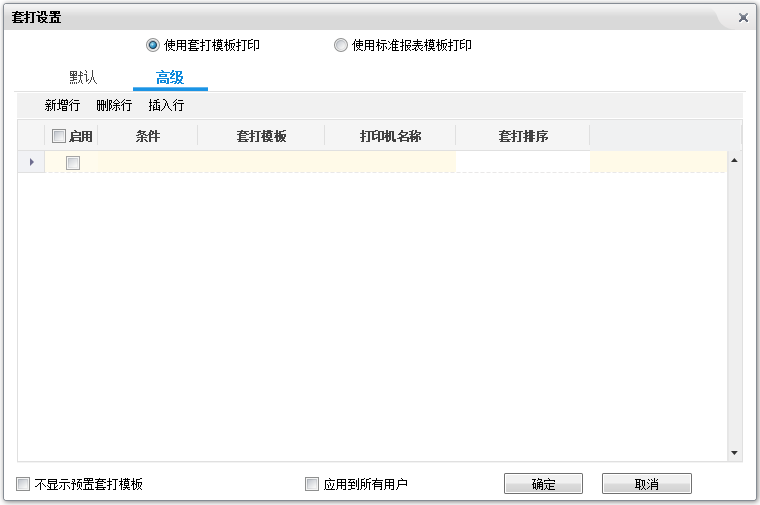 套打设置
使用套打模板打印 使用标准报表模板打印
默认 高级
新增行 删除行 插入行
启用 条件 套打模板 打印机名称 套打排序
不显示预置套打模板 应用到所有用户 确定 取消